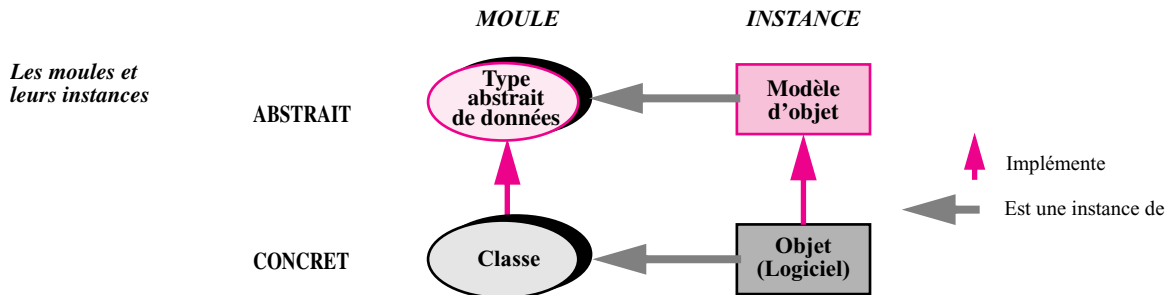 MOULE
INSTANCE
Les moules et
leurs instances
ABSTRAIT
Type
abstrait
de données
Modèle
d'objet
Implémente
Est une instance de
CONCRET
Classe
Objet
(Logiciel)